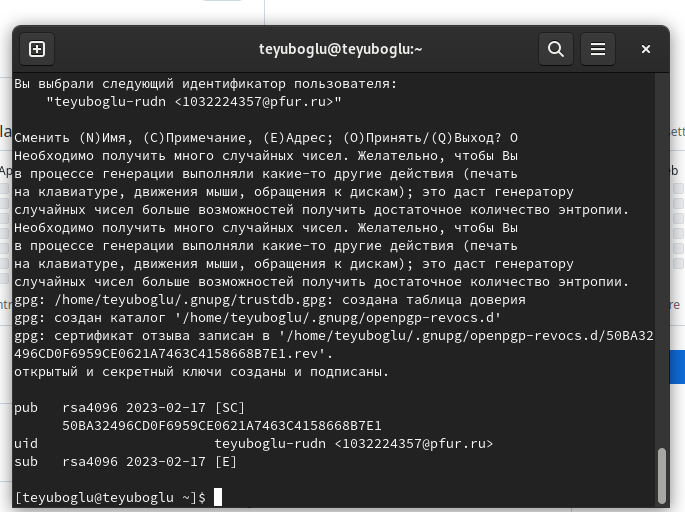 teyuboglu@teyuboglu:~
Вы выбрали следующий идентификатор пользователя:
"teyuboglu-rudn <1032224357@pfur.ru>"
Сменить (N)Имя, (C)Примечание, (E)Адрес; (O)Принять/(Q)Выход? O
Необходимо получить много случайных чисел. Желательно, чтобы Вы
в процессе генерации выполняли какие-то другие действия (печать
на клавиатуре, движения мыши, обращения к дискам); это даст генератору
случайных чисел больше возможностей получить достаточное количество энтропии.
Необходимо получить много случайных чисел. Желательно, чтобы Вы
в процессе генерации выполняли какие-то другие действия (печать
на клавиатуре, движения мыши, обращения к дискам); это даст генератору
случайных чисел больше возможностей получить достаточное количество энтропии.
gpg: /home/teyuboglu/.gnupg/trustdb.gpg: создана таблица доверия
gpg: создан каталог '/home/teyuboglu/.gnupg/openpgp-revocs.d'
gpg: сертификат отзыва записан в '/home/teyuboglu/.gnupg/openpgp-revocs.d/50BA32
496CD0F6959CE0621A7463C4158668B7E1.rev'.
открытый и секретный ключи созданы и подписаны.
pub   rsa4096 2023-02-17 [SC]
50BA32496CD0F6959CE0621A7463C4158668B7E1
uid                      teyuboglu-rudn <1032224357@pfur.ru>
sub   rsa4096 2023-02-17 [E]
[teyuboglu@teyuboglu ~]$